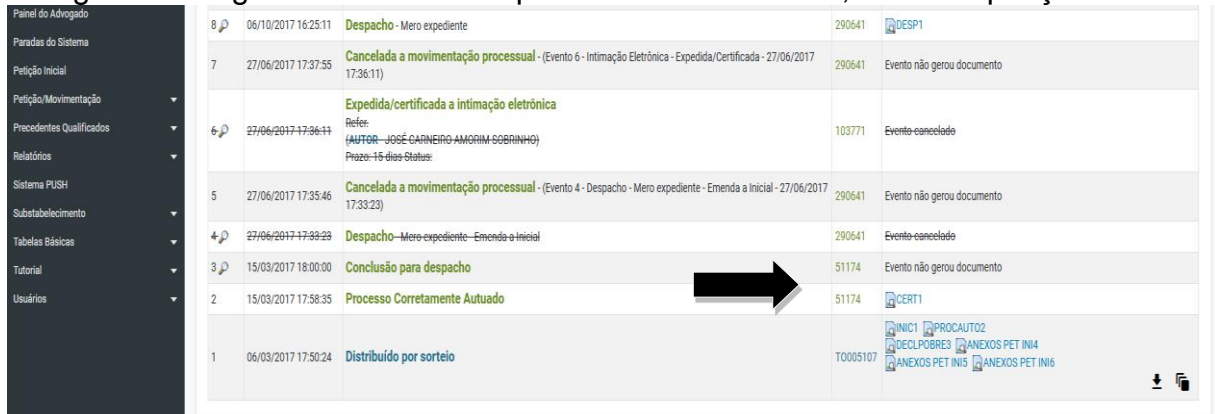 Painel do Advogado
Paradas do Sistema
Petição Inicial
Petição/Movimentação
Precedentes Qualificados
Relatórios
Sistema PUSH
Substabelecimento
Tabelas Básicas
Tutorial
Usuários
8 06/10/2017 16:25:11 Despacho - Mero expediente 290641 DESP1
7 27/06/2017 17:37:55 Cancelada a movimentação processual - (Evento 6 - Intimação Eletrônica - Expedida/Certificada - 27/06/2017
17:36:11) 290641 Evento não gerou documento
Expedida/certificada a intimação eletrônica
Refer.
6 27/06/2017 17:36:11 (AUTOR - JOSÉ CARNEIRO AMORIM SOBRINHO) 103771 Evento cancelado
Prazo: 15 dias Status:
5 27/06/2017 17:35:46 Cancelada a movimentação processual - (Evento 4 - Despacho - Mero expediente - Emenda a Inicial - 27/06/2017
17:33:23) 290641 Evento não gerou documento
4 27/06/2017 17:33:23 Despacho - Mero expediente - Emenda a Inicial 290641 Evento cancelado
3 15/03/2017 18:00:00 Conclusão para despacho 51174 Evento não gerou documento
2 15/03/2017 17:58:35 Processo Corretamente Autuado 51174 CERT1
1 06/03/2017 17:50:24 Distribuído por sorteio TO005107 INIC1 PROCAUTO2
DECLPOBRE3 ANEXOS PET INI4
ANEXOS PET INI5 ANEXOS PET INI6